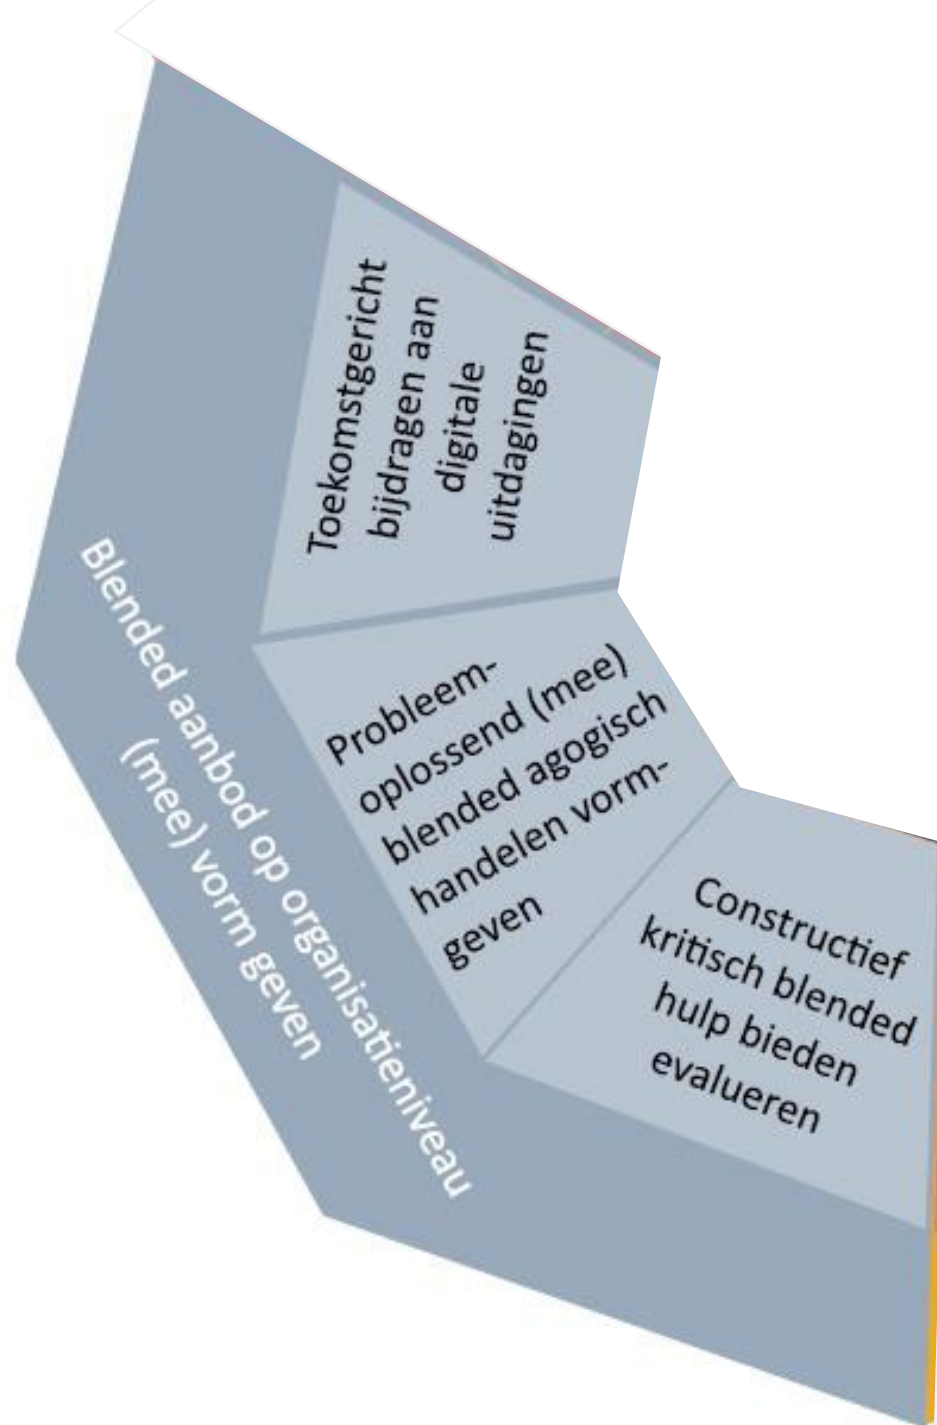 Blended aanbod op organisatieniveau
(mee) vorm geven
Toekomstgericht
bijdragen aan
digitale
uitdagingen
Probleem-
oplossend (mee)
blended agogisch
handelen vorm-
geven
Constructief
kritisch blended
hulp bieden
evalueren